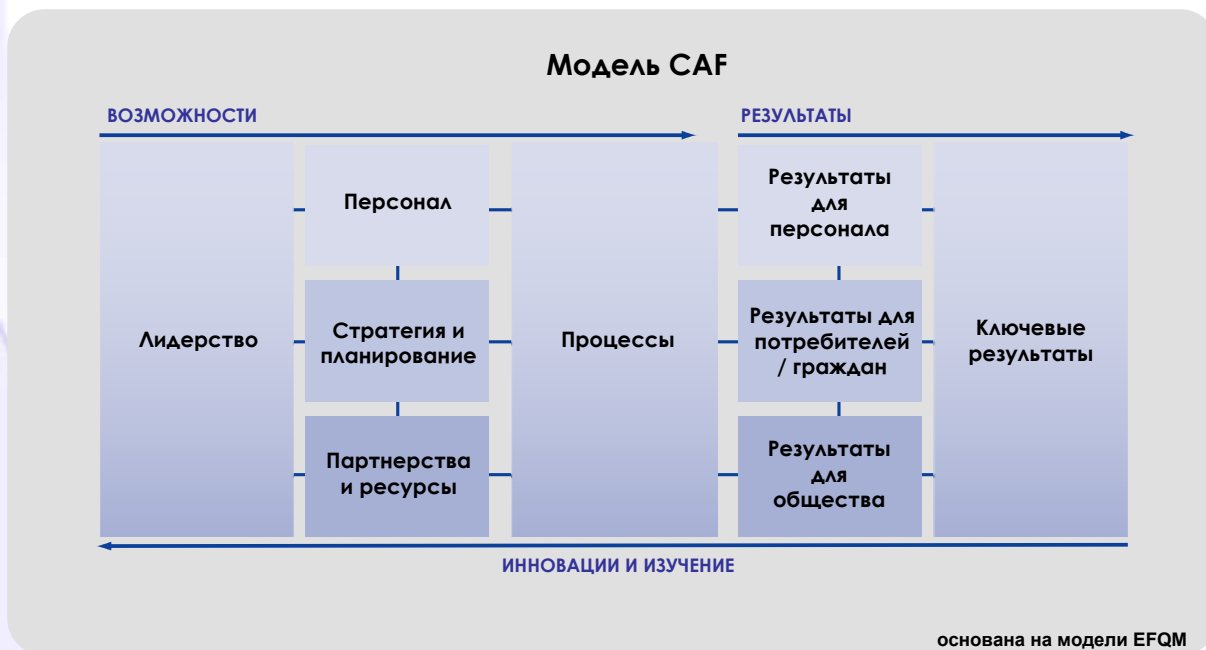 Модель CAF
ВОЗМОЖНОСТИ
РЕЗУЛЬТАТЫ
Лидерство
Персонал
Стратегия и
планирование
Партнерства
и ресурсы
Процессы
Результаты
для
персонала
Результаты для
потребителей
/ граждан
Результаты
для
общества
Ключевые
результаты
ИННОВАЦИИ И ИЗУЧЕНИЕ
основана на модели EFQM